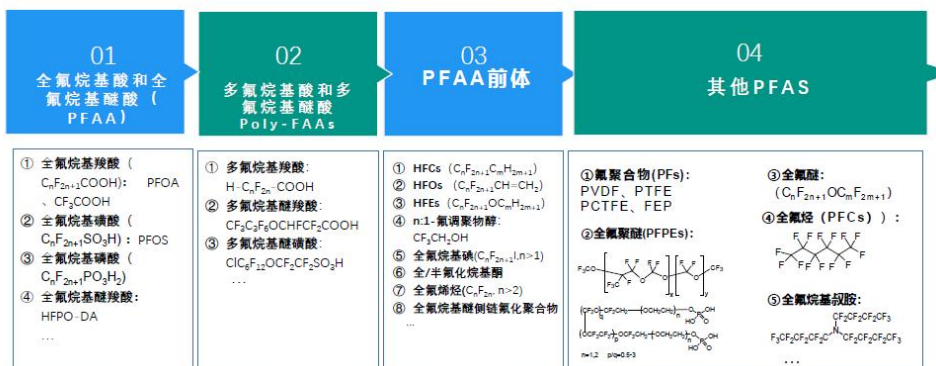 01
全氟烷基酸和全
氟烷基醚酸（
PFAA）
① 全氟烷基羧酸（
CnF2n+1COOH）: PFOA
、CF3COOH
② 全氟烷基磺酸（
CnF2n+1SO3H）: PFOS
③ 全氟烷基磷酸（
CnF2n+1PO3H2）
④ 全氟烷基醚羧酸:
HFPO-DA
...
02
多氟烷基酸和多
氟烷基醚酸
Poly-FAAs
① 多氟烷基羧酸:
H-CnF2n-COOH
② 多氟烷基醚羧酸:
CF3C3F6OCHFCF2COOH
③ 多氟烷基醚磺酸:
ClC6F12OCF2CF2SO3H
...
03
PFAA前体
① HFCs（CnF2n+1CmH2m+1）
② HFOs（CnF2n+1CH=CH2）
③ HFEs（CnF2n+1OCmH2m+1）
④ n:1-氟调聚物醇:
CF3CH2OH
⑤ 全氟烷基碘(CnF2n+1I,n>1)
⑥ 全/半氟化烷基酮
⑦ 全氟烯烃(CnF2n, n>2)
⑧ 全氟烷基醚侧链氟化聚合物
...
04
其他PFAS
①氟聚合物(PFs):
PVDF、PTFE
PCTFE、FEP
②全氟聚醚(PFPEs)
n=1,2 p/q=0.5-3
③全氟醚:
（CnF2n+1OCmF2m+1）
④全氟烃（PFCs）):
⑤全氟烷基叔胺:
CF2CF2CF2CF3
F3CF2CF2CF2C N CF2CF2CF2CF3
...